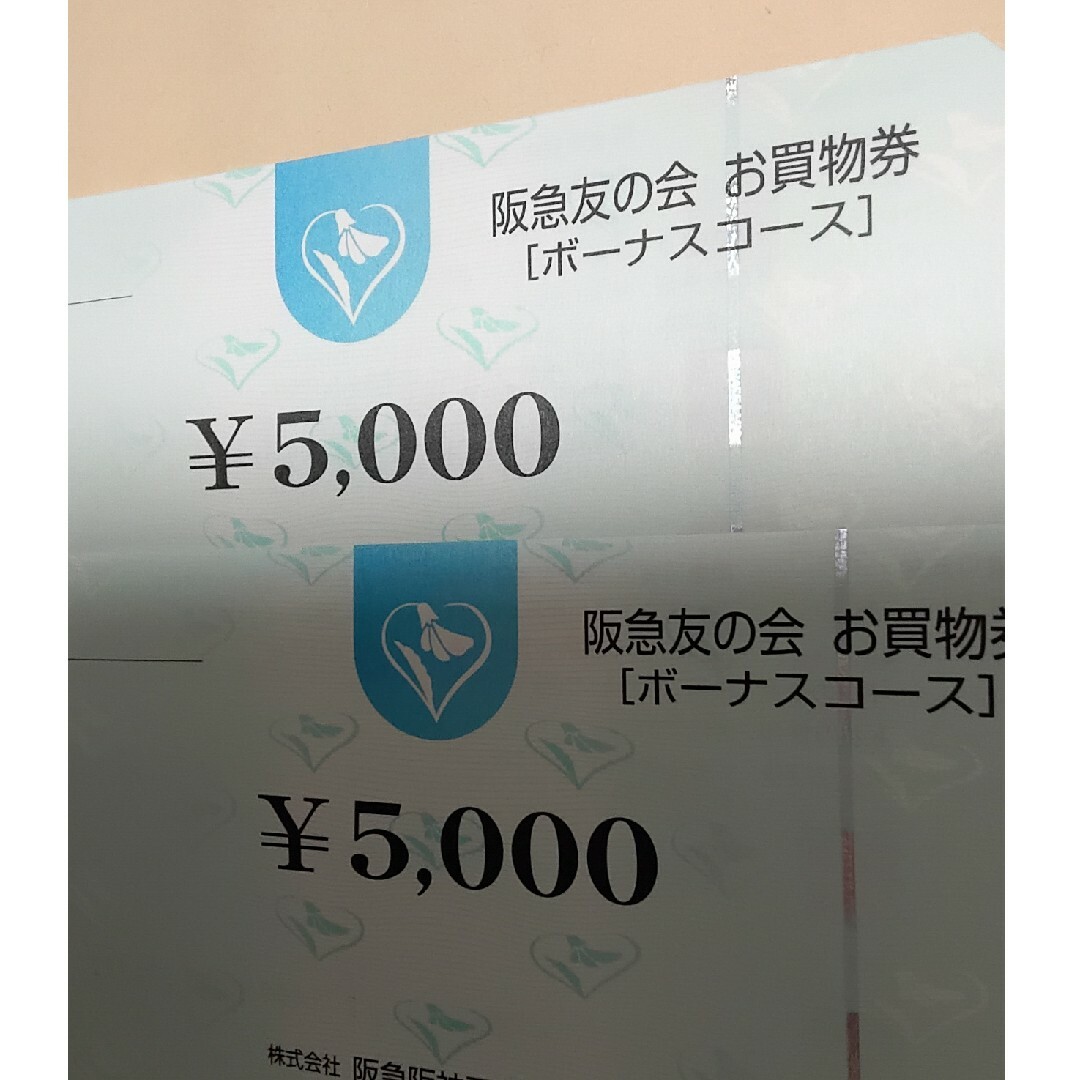 阪急友の会 お買物券
[ボーナスコース]
¥5,000
阪急友の会 お買物
[ボーナスコース]
¥5,000
株式会社 阪急阪神